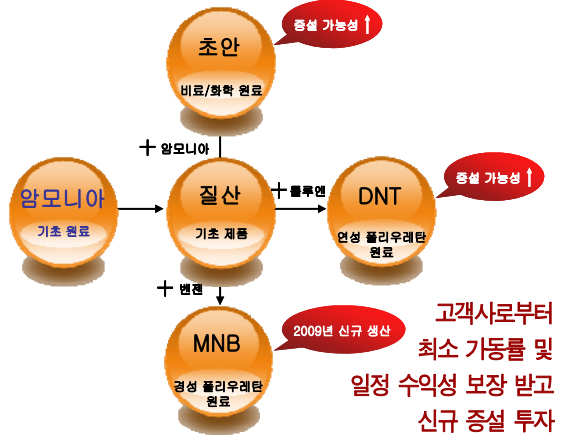 초안
비료/화학 원료
증설 가능성↑
+ 암모니아
암모니아
기초 원료
질산
기초 제품
+톨루엔
DNT
연성 폴리우레탄
원료
증설 가능성↑
+ 벤젠
MNB
경성 폴리우레탄
원료
2009년 신규 생산
고객사로부터
최소 가동률 및
일정 수익성 보장 받고
신규 증설 투자